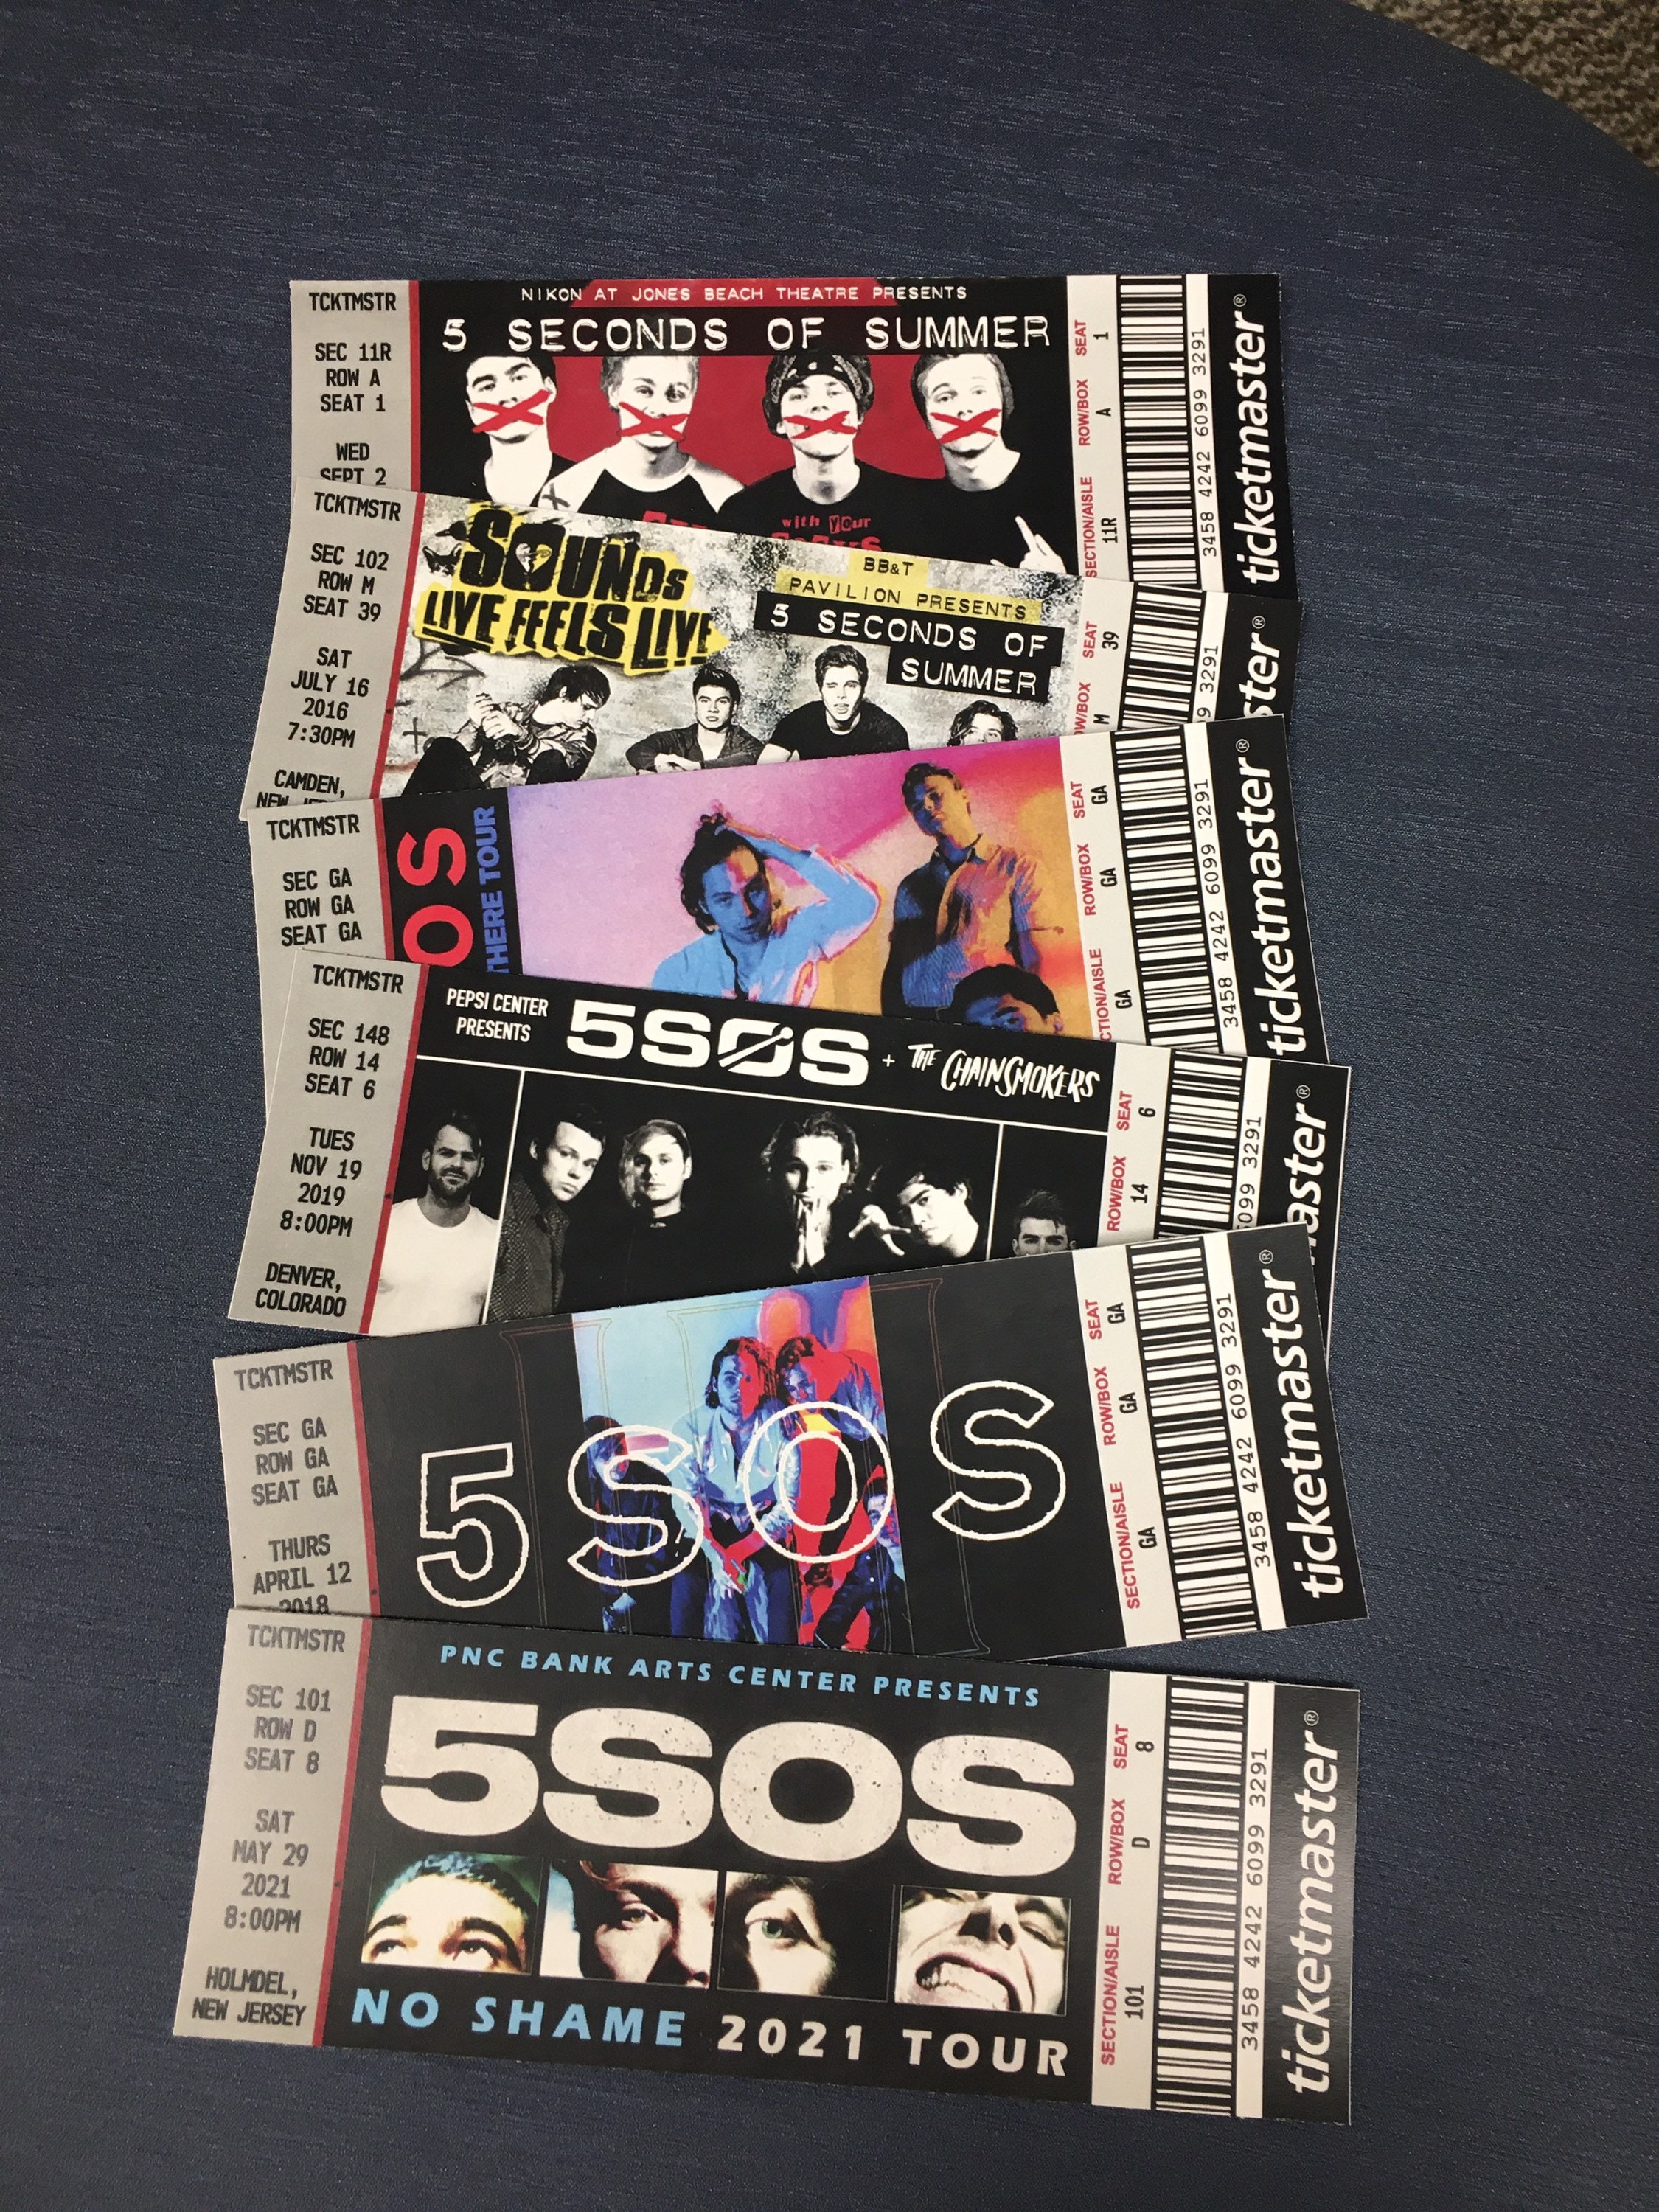 TCKTMSTR
SEC 11R
ROW A
SEAT 1
WED
SEPT 2
NIKON AT JONES BEACH THEATRE PRESENTS
5 SECONDS OF SUMMER
with your
SECTION/AISLE ROW/BOX SEAT
11R A 1
3458 4242 6099 3291
ticketmaster®
TCKTMSTR
SEC 102
ROW M
SEAT 39
SAT
JULY 16
2016
7:30PM
CAMDEN,
SOUNDS
LIVE FEELS LIVE
BB&T
PAVILION PRESENTS
5 SECONDS OF
SUMMER
SEAT
M 39
3291
®
TCKTMSTR
SEC GA
ROW GA
SEAT GA
OS
THERE TOUR
ROW/BOX SEAT
GA GA GA
3458 4242 6099 3291
ticketmaster®
TCKTMSTR
SEC 148
ROW 14
SEAT 6
TUES
NOV 19
2019
8:00PM
DENVER,
COLORADO
PEPSI CENTER
PRESENTS
5SOS + THE CHAINSMOKERS
ROW/BOX SEAT
14 6
6099 3291
®
TCKTMSTR
SEC GA
ROW GA
SEAT GA
THURS
APRIL 12
2018
5SOS
SECTION/AISLE ROW/BOX SEAT
GA GA GA
3458 4242 6099 3291
ticketmaster®
TCKTMSTR
SEC 101
ROW D
SEAT 8
SAT
MAY 29
2021
8:00PM
HOLMDEL,
NEW JERSEY
PNC BANK ARTS CENTER PRESENTS
5SOS
NO SHAME 2021 TOUR
SECTION/AISLE ROW/BOX SEAT
101 D 8
3458 4242 6099 3291
ticketmaster®